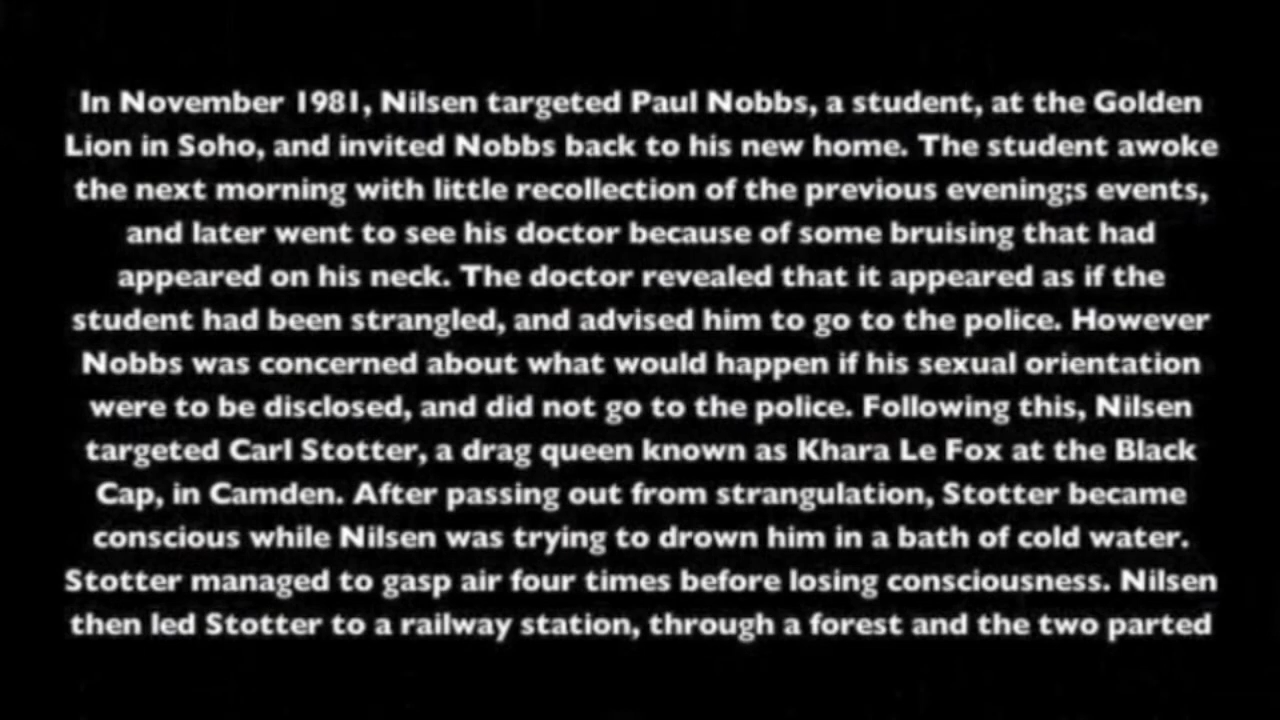 In November 1981, Nilsen targeted Paul Nobbs, a student, at the Golden
Lion in Soho, and invited Nobbs back to his new home. The student awoke
the next morning with little recollection of the previous evening;s events,
and later went to see his doctor because of some bruising that had
appeared on his neck. The doctor revealed that it appeared as if the
student had been strangled, and advised him to go to the police. However
Nobbs was concerned about what would happen if his sexual orientation
were to be disclosed, and did not go to the police. Following this, Nilsen
targeted Carl Stotter, a drag queen known as Khara Le Fox at the Black
Cap, in Camden. After passing out from strangulation, Stotter became
conscious while Nilsen was trying to drown him in a bath of cold water.
Stotter managed to gasp air four times before losing consciousness. Nilsen
then led Stotter to a railway station, through a forest and the two parted